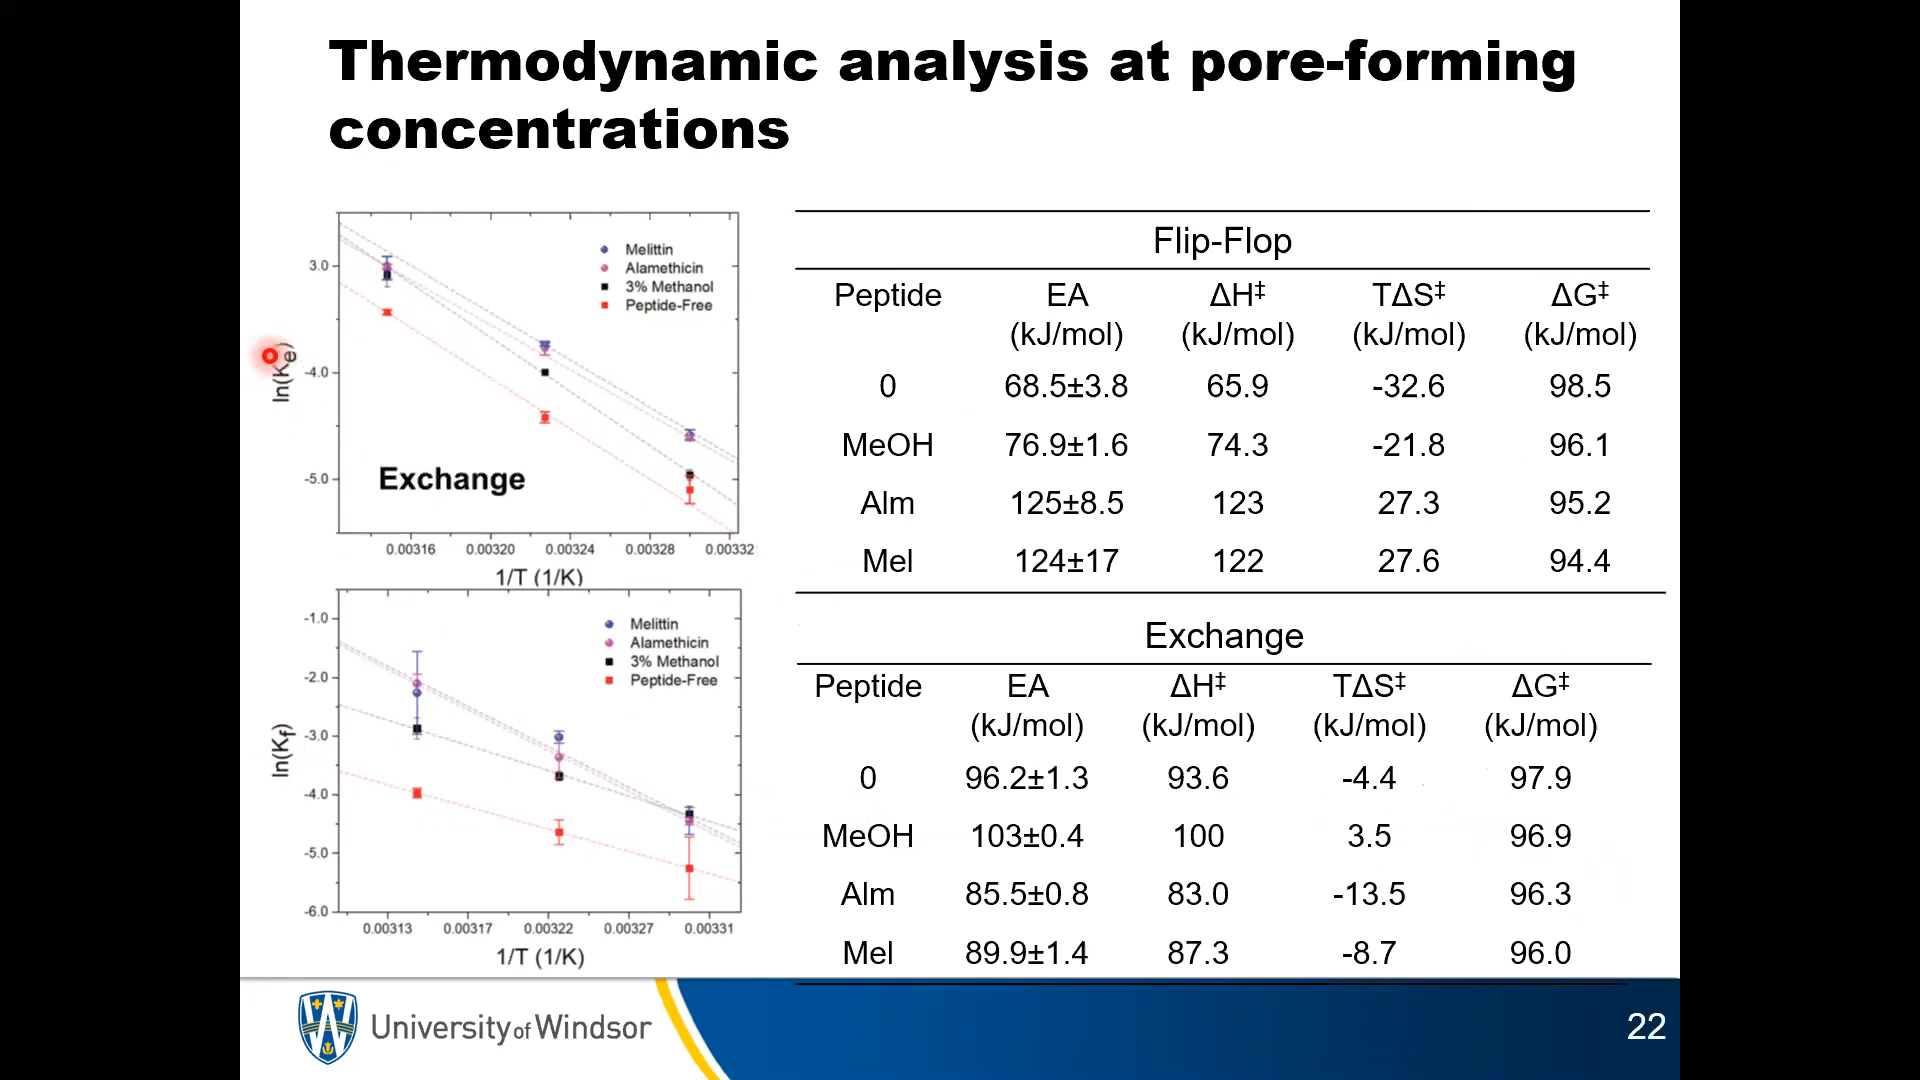 Thermodynamic analysis at pore-forming
concentrations
Melittin
Alamethicin
3% Methanol
Peptide-Free
3.0
-4.0
-5.0
ln(Ke)
Exchange
0.00316 0.00320 0.00324 0.00328 0.00332
1/T (1/K)
Melittin
Alamethicin
3% Methanol
Peptide-Free
-1.0
-2.0
-3.0
-4.0
-5.0
-6.0
ln(Kf)
0.00313 0.00317 0.00322 0.00327 0.00331
1/T (1/K)
Flip-Flop
Peptide EA ΔH‡ TΔS‡ ΔG‡
(kJ/mol) (kJ/mol) (kJ/mol) (kJ/mol)
0 68.5±3.8 65.9 -32.6 98.5
MeOH 76.9±1.6 74.3 -21.8 96.1
Alm 125±8.5 123 27.3 95.2
Mel 124±17 122 27.6 94.4
Exchange
Peptide EA ΔH‡ TΔS‡ ΔG‡
(kJ/mol) (kJ/mol) (kJ/mol) (kJ/mol)
0 96.2±1.3 93.6 -4.4 97.9
MeOH 103±0.4 100 3.5 96.9
Alm 85.5±0.8 83.0 -13.5 96.3
Mel 89.9±1.4 87.3 -8.7 96.0
University of Windsor
22